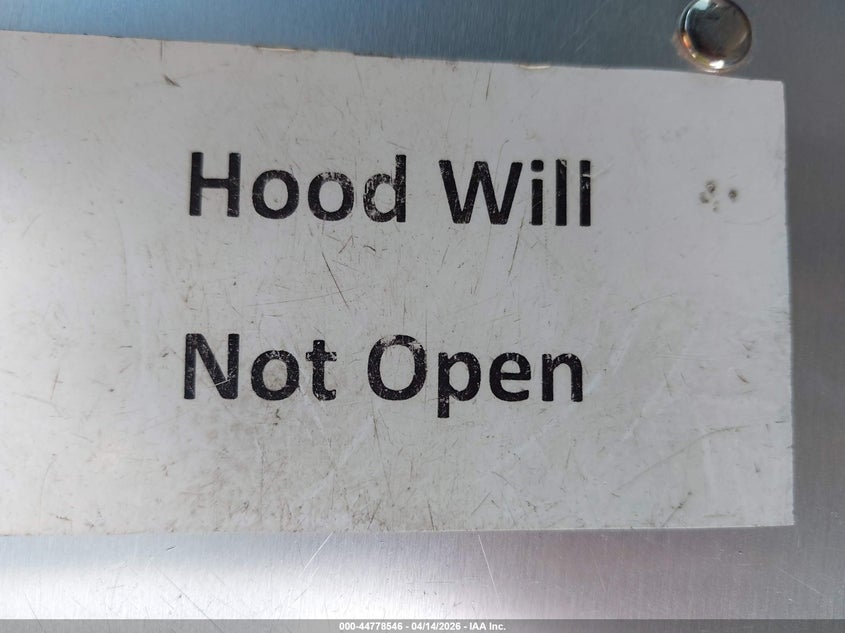 Hood Will
Not Open
000-44778546 - 04/14/2026 - IAA Inc.